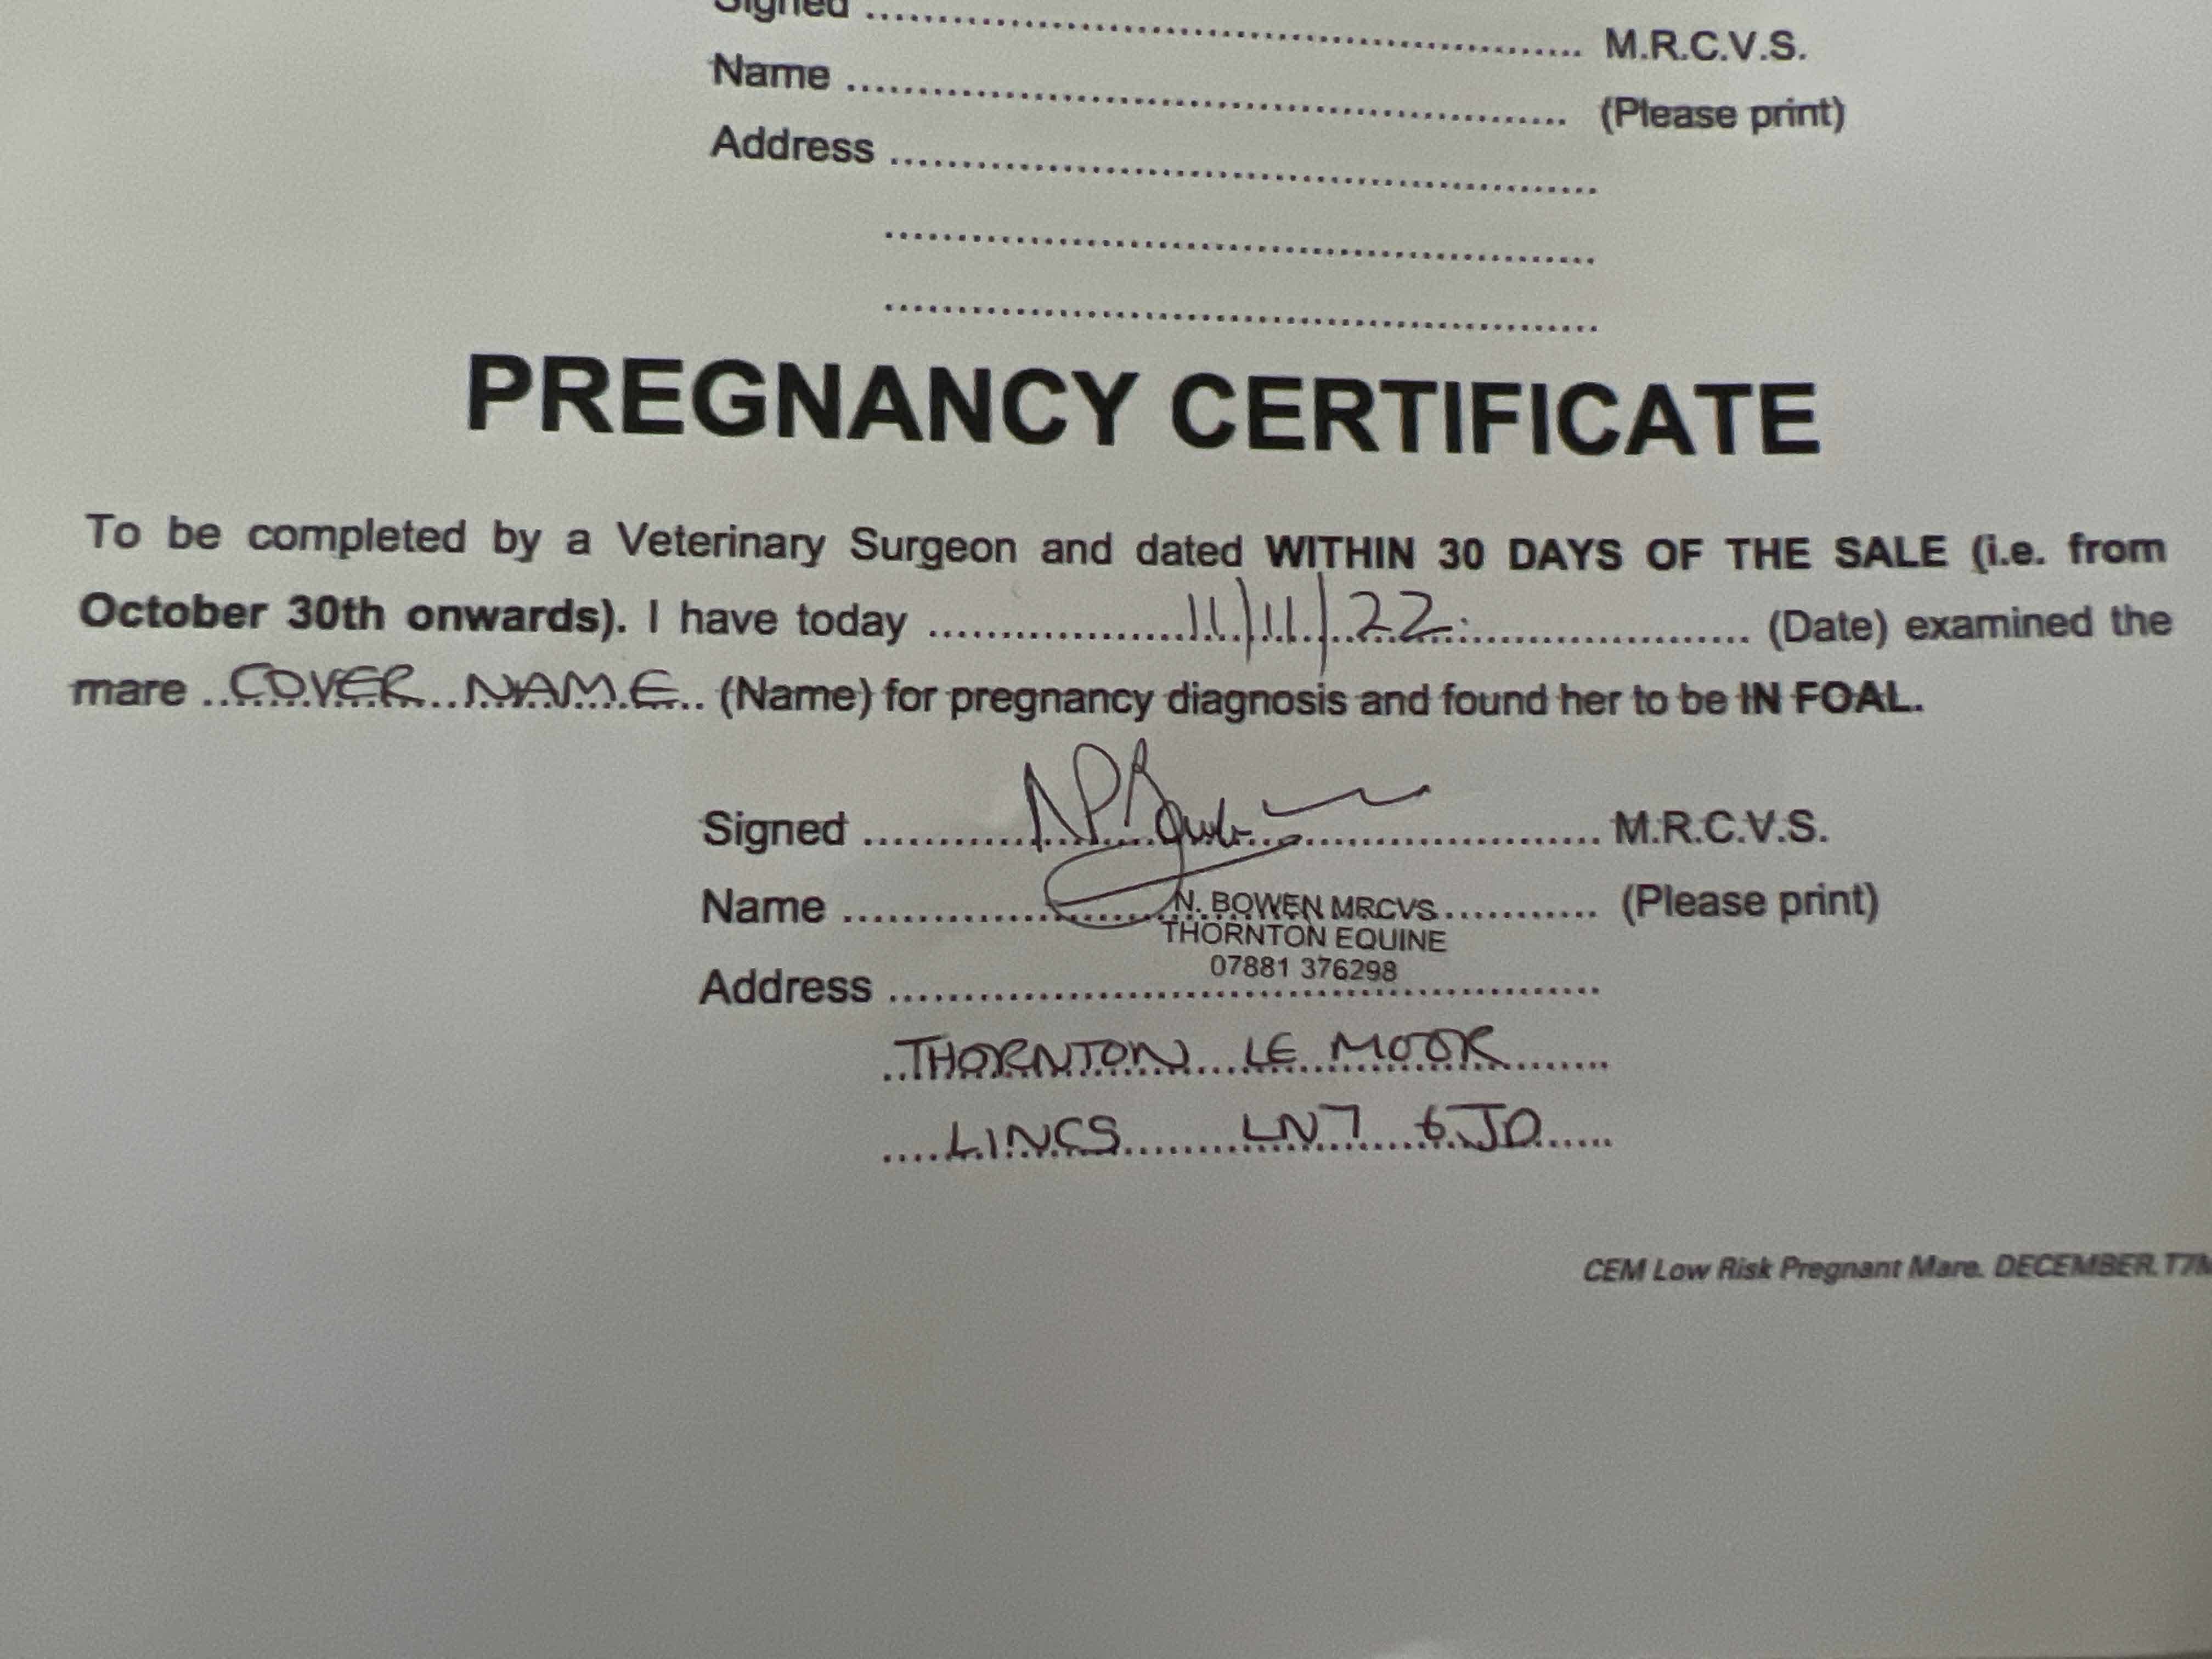 Signed .......... M.R.C.V.S.
Name .......... (Please print)
Address ..........
PREGNANCY CERTIFICATE
To be completed by a Veterinary Surgeon and dated WITHIN 30 DAYS OF THE SALE (i.e. from
October 30th onwards). I have today .......... 11/11/22 .......... (Date) examined the
mare .. COVER NAME .. (Name) for pregnancy diagnosis and found her to be IN FOAL.
Signed .......... M.R.C.V.S.
Name .......... N. BOWEN MRCVS .......... (Please print)
THORNTON EQUINE
07881 376298
Address ..........
THORNTON LE MOOR
LINCS LN7 6JD
CEM Low Risk Pregnant Mare. DECEMBER.T7M